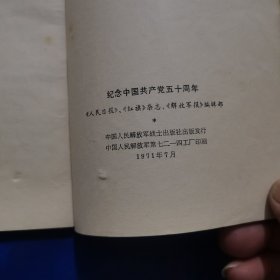 纪念中国共产党五十周年
《人民日报》、《红旗》杂志、《解放军报》编辑部
*
中国人民解放军战士出版社出版发行
中国人民解放军第七二一四工厂印刷
1971年7月